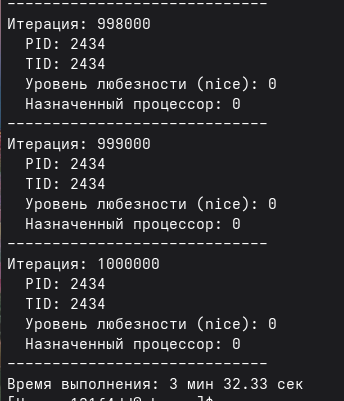 -----------------------------
Итерация: 998000
  PID: 2434
  TID: 2434
  Уровень любезности (nice): 0
  Назначенный процессор: 0
-----------------------------
Итерация: 999000
  PID: 2434
  TID: 2434
  Уровень любезности (nice): 0
  Назначенный процессор: 0
-----------------------------
Итерация: 1000000
  PID: 2434
  TID: 2434
  Уровень любезности (nice): 0
  Назначенный процессор: 0
-----------------------------
Время выполнения: 3 мин 32.33 сек